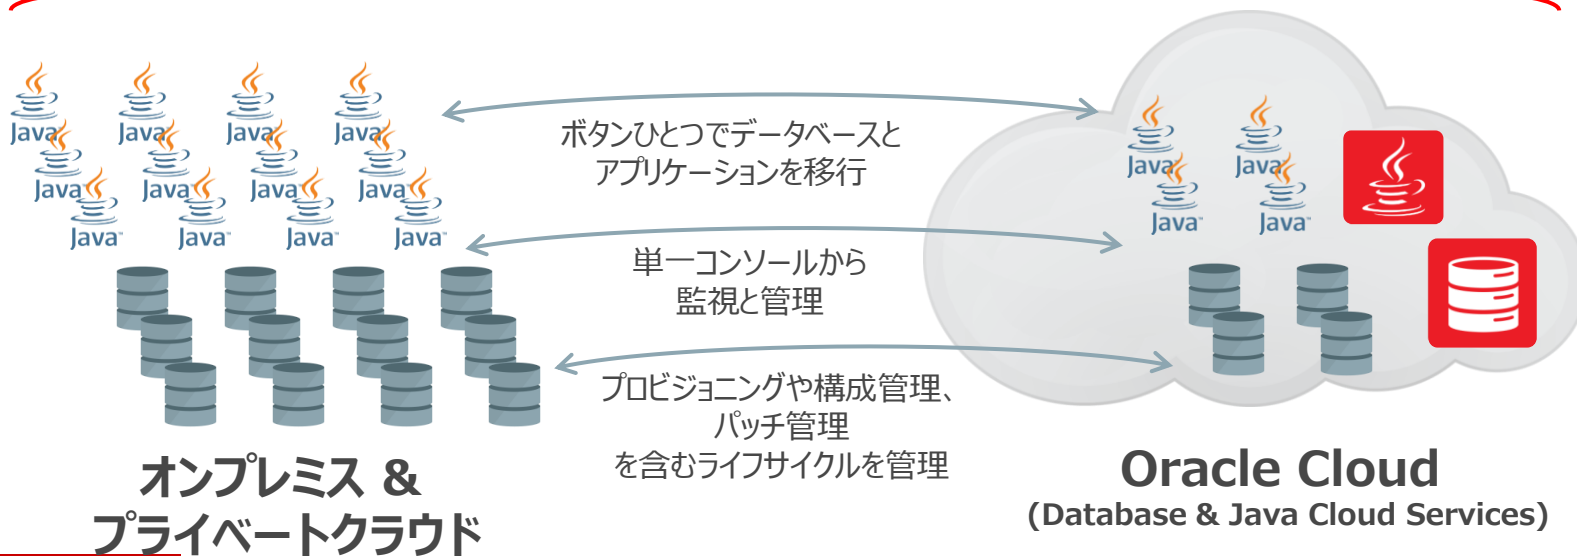 Java Java Java Java
Java Java Java Java
Java Java Java Java
ボタンひとつでデータベースと
アプリケーションを移行
単一コンソールから
監視と管理
プロビジョニングや構成管理、
パッチ管理
を含むライフサイクルを管理
オンプレミス &
プライベートクラウド
Java Java
Java Java
Oracle Cloud
(Database & Java Cloud Services)